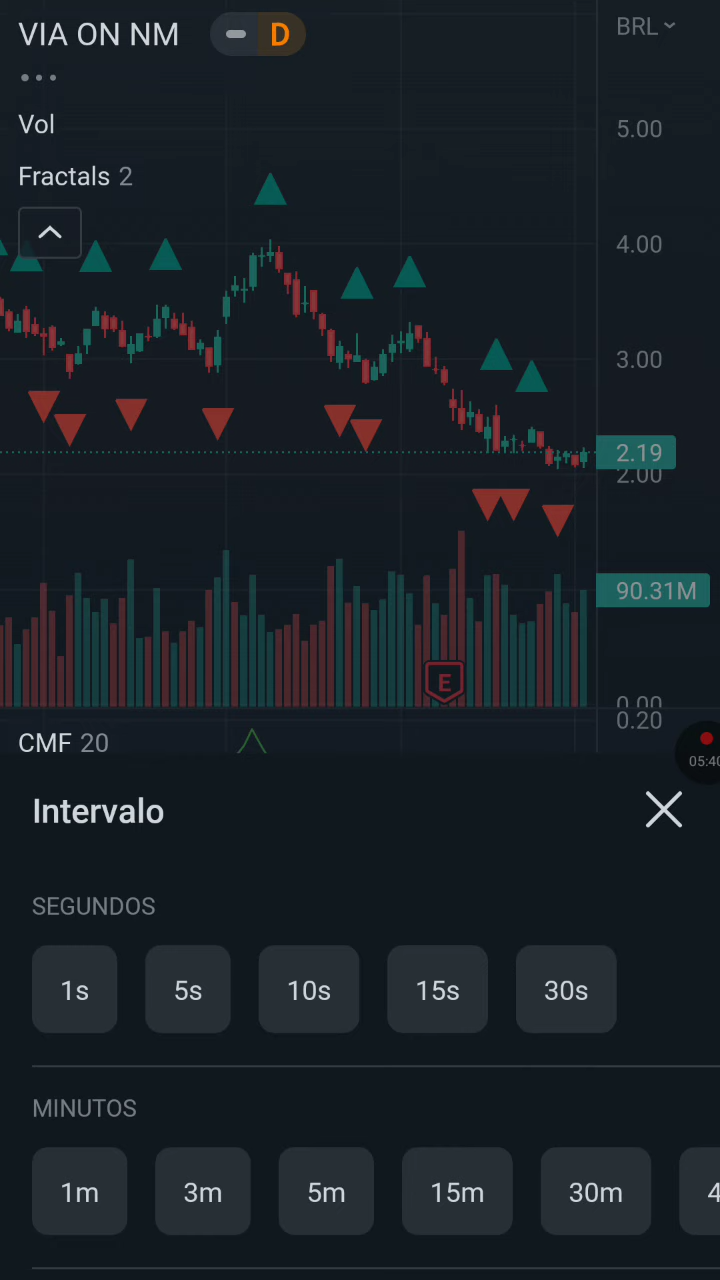 VIA ON NM D BRL
Vol
Fractals 2
5.00
4.00
3.00
2.19
2.00
90.31M
E
0.00
0.20
CMF 20
05:40
Intervalo
SEGUNDOS
1s 5s 10s 15s 30s
MINUTOS
1m 3m 5m 15m 30m 4